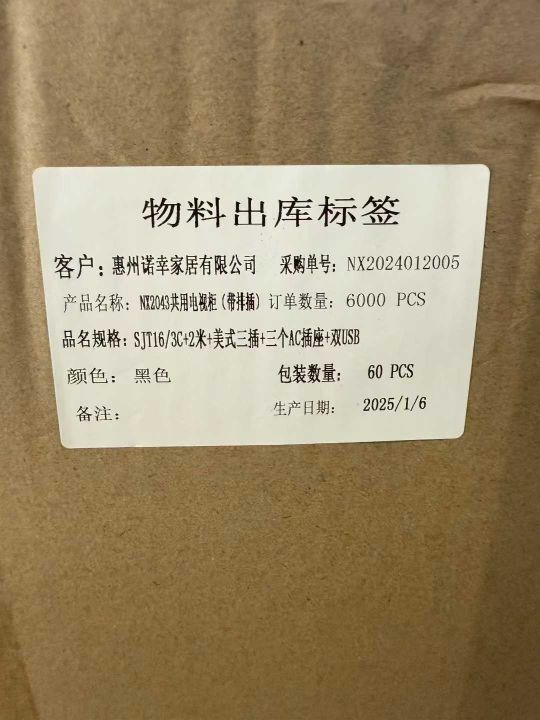 物料出库标签
客户：惠州诺幸家居有限公司 采购单号：NX2024012005
产品名称：NX2043共用电视柜（带排插）订单数量：6000 PCS
品名规格：SJT16/3C+2米+美式三插+三个AC插座+双USB
颜色：黑色 包装数量：60 PCS
备注： 生产日期：2025/1/6